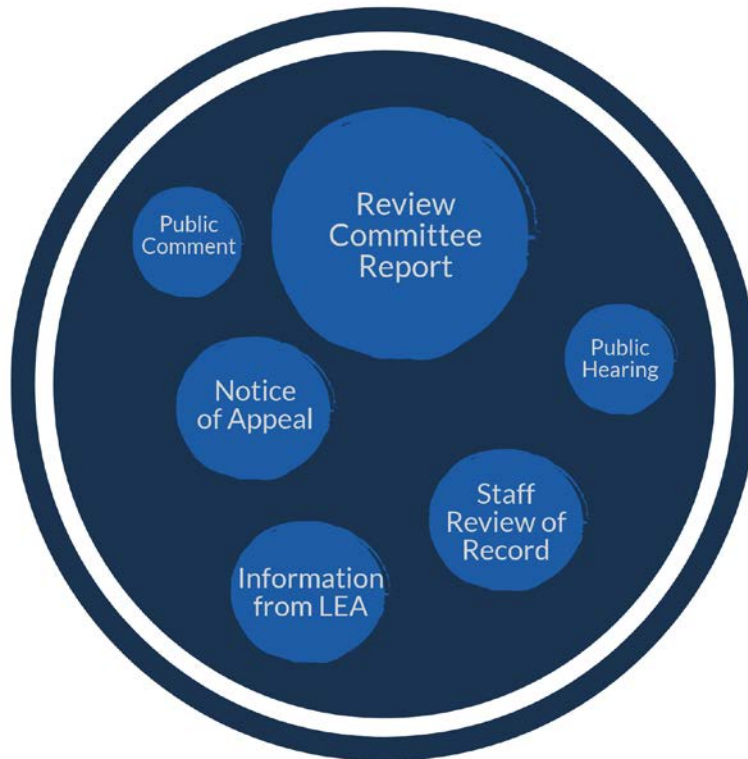 Review
Committee
Report
Public
Comment
Public
Hearing
Notice
of Appeal
Staff
Review of
Record
Information
from LEA